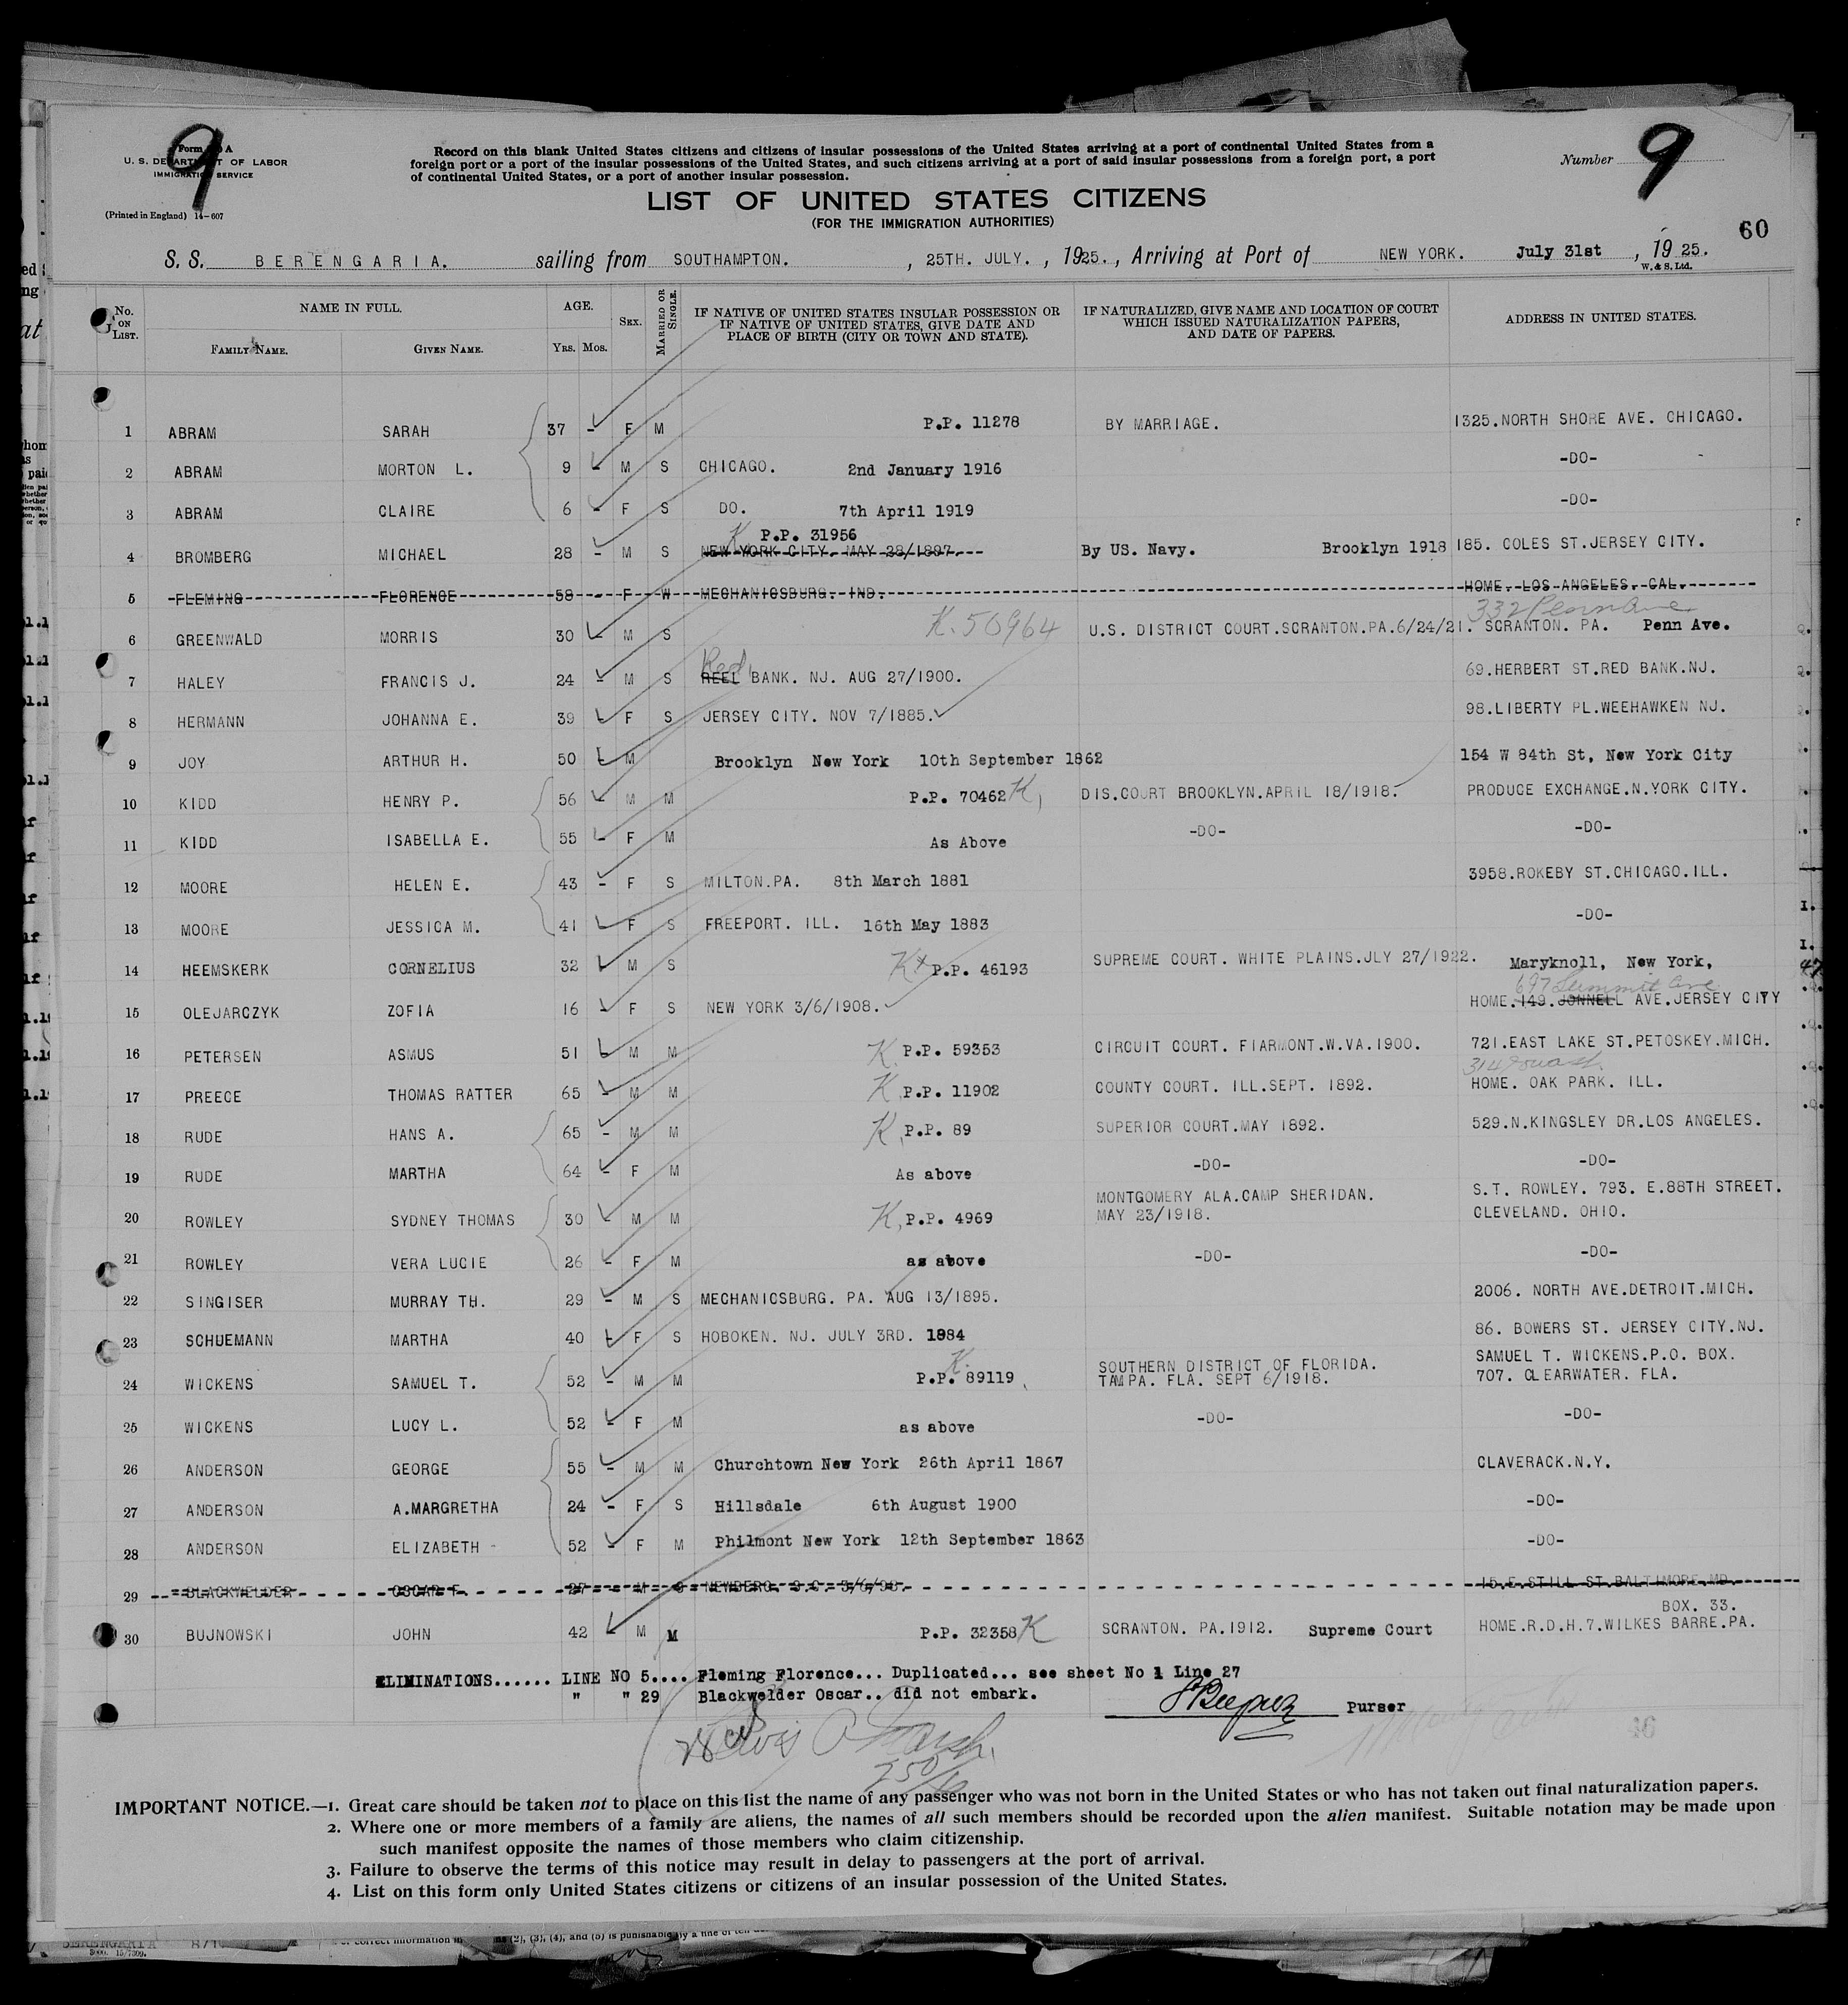 9
Form 630 A
U. S. DEPARTMENT OF LABOR
IMMIGRATION SERVICE
(Printed in England) 14-607
Record on this blank United States citizens and citizens of insular possessions of the United States arriving at a port of continental United States from a
foreign port or a port of the insular possessions of the United States, and such citizens arriving at a port of said insular possessions from a foreign port, a port
of continental United States, or a port of another insular possession.
Number 9
LIST OF UNITED STATES CITIZENS
(FOR THE IMMIGRATION AUTHORITIES)
60
S. S. BERENGARIA. sailing from SOUTHAMPTON. , 25TH. JULY. , 1925. , Arriving at Port of NEW YORK. July 31st , 1925.
W. & S. Ltd.
No. ON LIST. NAME IN FULL. FAMILY NAME. GIVEN NAME. AGE. YRS. MOS. SEX. MARRIED OR SINGLE. IF NATIVE OF UNITED STATES INSULAR POSSESSION OR IF NATIVE OF UNITED STATES, GIVE DATE AND PLACE OF BIRTH (CITY OR TOWN AND STATE). IF NATURALIZED, GIVE NAME AND LOCATION OF COURT WHICH ISSUED NATURALIZATION PAPERS, AND DATE OF PAPERS. ADDRESS IN UNITED STATES.
1 ABRAM SARAH 37 - F M P.P. 11278 BY MARRIAGE. 1325.NORTH SHORE AVE. CHICAGO.
2 ABRAM MORTON L. 9 - M S CHICAGO. 2nd January 1916 -DO-
3 ABRAM CLAIRE 6 - F S DO. 7th April 1919 -DO-
K P.P. 31956
4 BROMBERG MICHAEL 28 - M S NEW YORK CITY. MAY 28/1897. By US. Navy. Brooklyn 1918 185. COLES ST.JERSEY CITY.
5 FLEMING FLORENCE 58 - F W MECHANICSBURG. IND. HOME. LOS ANGELES. CAL.
332 Penn Ave
6 GREENWALD MORRIS 30 - M S K.50964 U.S. DISTRICT COURT.SCRANTON.PA.6/24/21. SCRANTON. PA. Penn Ave.
Red
7 HALEY FRANCIS J. 24 - M S REEL BANK. NJ. AUG 27/1900. 69.HERBERT ST.RED BANK.NJ.
8 HERMANN JOHANNA E. 39 - F S JERSEY CITY. NOV 7/1885. 98.LIBERTY PL.WEEHAWKEN NJ.
9 JOY ARTHUR H. 50 - M Brooklyn New York 10th September 1862 154 W 84th St, New York City
10 KIDD HENRY P. 56 - M M P.P. 70462 K, DIS.COURT BROOKLYN.APRIL 18/1918. PRODUCE EXCHANGE.N.YORK CITY.
11 KIDD ISABELLA E. 55 - F M As Above -DO- -DO-
12 MOORE HELEN E. 43 - F S MILTON.PA. 8th March 1881 3958.ROKEBY ST.CHICAGO.ILL.
13 MOORE JESSICA M. 41 - F S FREEPORT. ILL. 16th May 1883 -DO-
14 HEEMSKERK CORNELIUS 32 - M S Kx P.P. 46193 SUPREME COURT. WHITE PLAINS.JLY 27/1922. Maryknoll, New York,
697 Summit Ave
15 OLEJARCZYK ZOFIA 16 - F S NEW YORK 3/6/1908. HOME.149.JONNELL AVE.JERSEY CITY
16 PETERSEN ASMUS 51 - M M K. P.P. 59353 CIRCUIT COURT. FIARMONT.W.VA.1900. 721.EAST LAKE ST.PETOSKEY.MICH.
17 PREECE THOMAS RATTER 65 - M M K. P.P. 11902 COUNTY COURT. ILL.SEPT. 1892. HOME. OAK PARK. ILL.
18 RUDE HANS A. 65 - M M K. P.P. 89 SUPERIOR COURT.MAY 1892. 529.N.KINGSLEY DR.LOS ANGELES.
19 RUDE MARTHA 64 - F M As above -DO- -DO-
20 ROWLEY SYDNEY THOMAS 30 - M M K, P.P. 4969 MONTGOMERY ALA.CAMP SHERIDAN. MAY 23/1918. S.T. ROWLEY. 793. E.88TH STREET. CLEVELAND. OHIO.
21 ROWLEY VERA LUCIE 26 - F M as above -DO- -DO-
22 SINGISER MURRAY TH. 29 - M S MECHANICSBURG. PA. AUG 13/1895. 2006. NORTH AVE.DETROIT.MICH.
23 SCHUEMANN MARTHA 40 - F S HOBOKEN. NJ. JULY 3RD. 1884 86. BOWERS ST. JERSEY CITY.NJ.
24 WICKENS SAMUEL T. 52 - M M K. P.P. 89119 SOUTHERN DISTRICT OF FLORIDA. TAMPA. FLA. SEPT 6/1918. SAMUEL T. WICKENS.P.O. BOX. 707. CLEARWATER. FLA.
25 WICKENS LUCY L. 52 - F M as above -DO- -DO-
26 ANDERSON GEORGE 55 - M M Churchtown New York 26th April 1867 CLAVERACK.N.Y.
27 ANDERSON A.MARGRETHA 24 - F S Hillsdale 6th August 1900 -DO-
28 ANDERSON ELIZABETH - 52 - F M Philmont New York 12th September 1863 -DO-
29 BLACKWELDER OSCAR F. 27 - M S NEWBERG. S.C. 3/6/98. 15.E.STILL ST.BALTIMORE.MD.
BOX. 33.
30 BUJNOWSKI JOHN 42 - M M P.P. 32358 K SCRANTON. PA.1912. Supreme Court HOME.R.D.H.7.WILKES BARRE.PA.
ELIMINATIONS...... LINE NO 5.... Fleming Florence... Duplicated... see sheet No 1 Line 27
" " 29 Blackwelder Oscar.. did not embark.
Purser
28
IMPORTANT NOTICE.—1. Great care should be taken not to place on this list the name of any passenger who was not born in the United States or who has not taken out final naturalization papers.
2. Where one or more members of a family are aliens, the names of all such members should be recorded upon the alien manifest. Suitable notation may be made upon
such manifest opposite the names of those members who claim citizenship.
3. Failure to observe the terms of this notice may result in delay to passengers at the port of arrival.
4. List on this form only United States citizens or citizens of an insular possession of the United States.